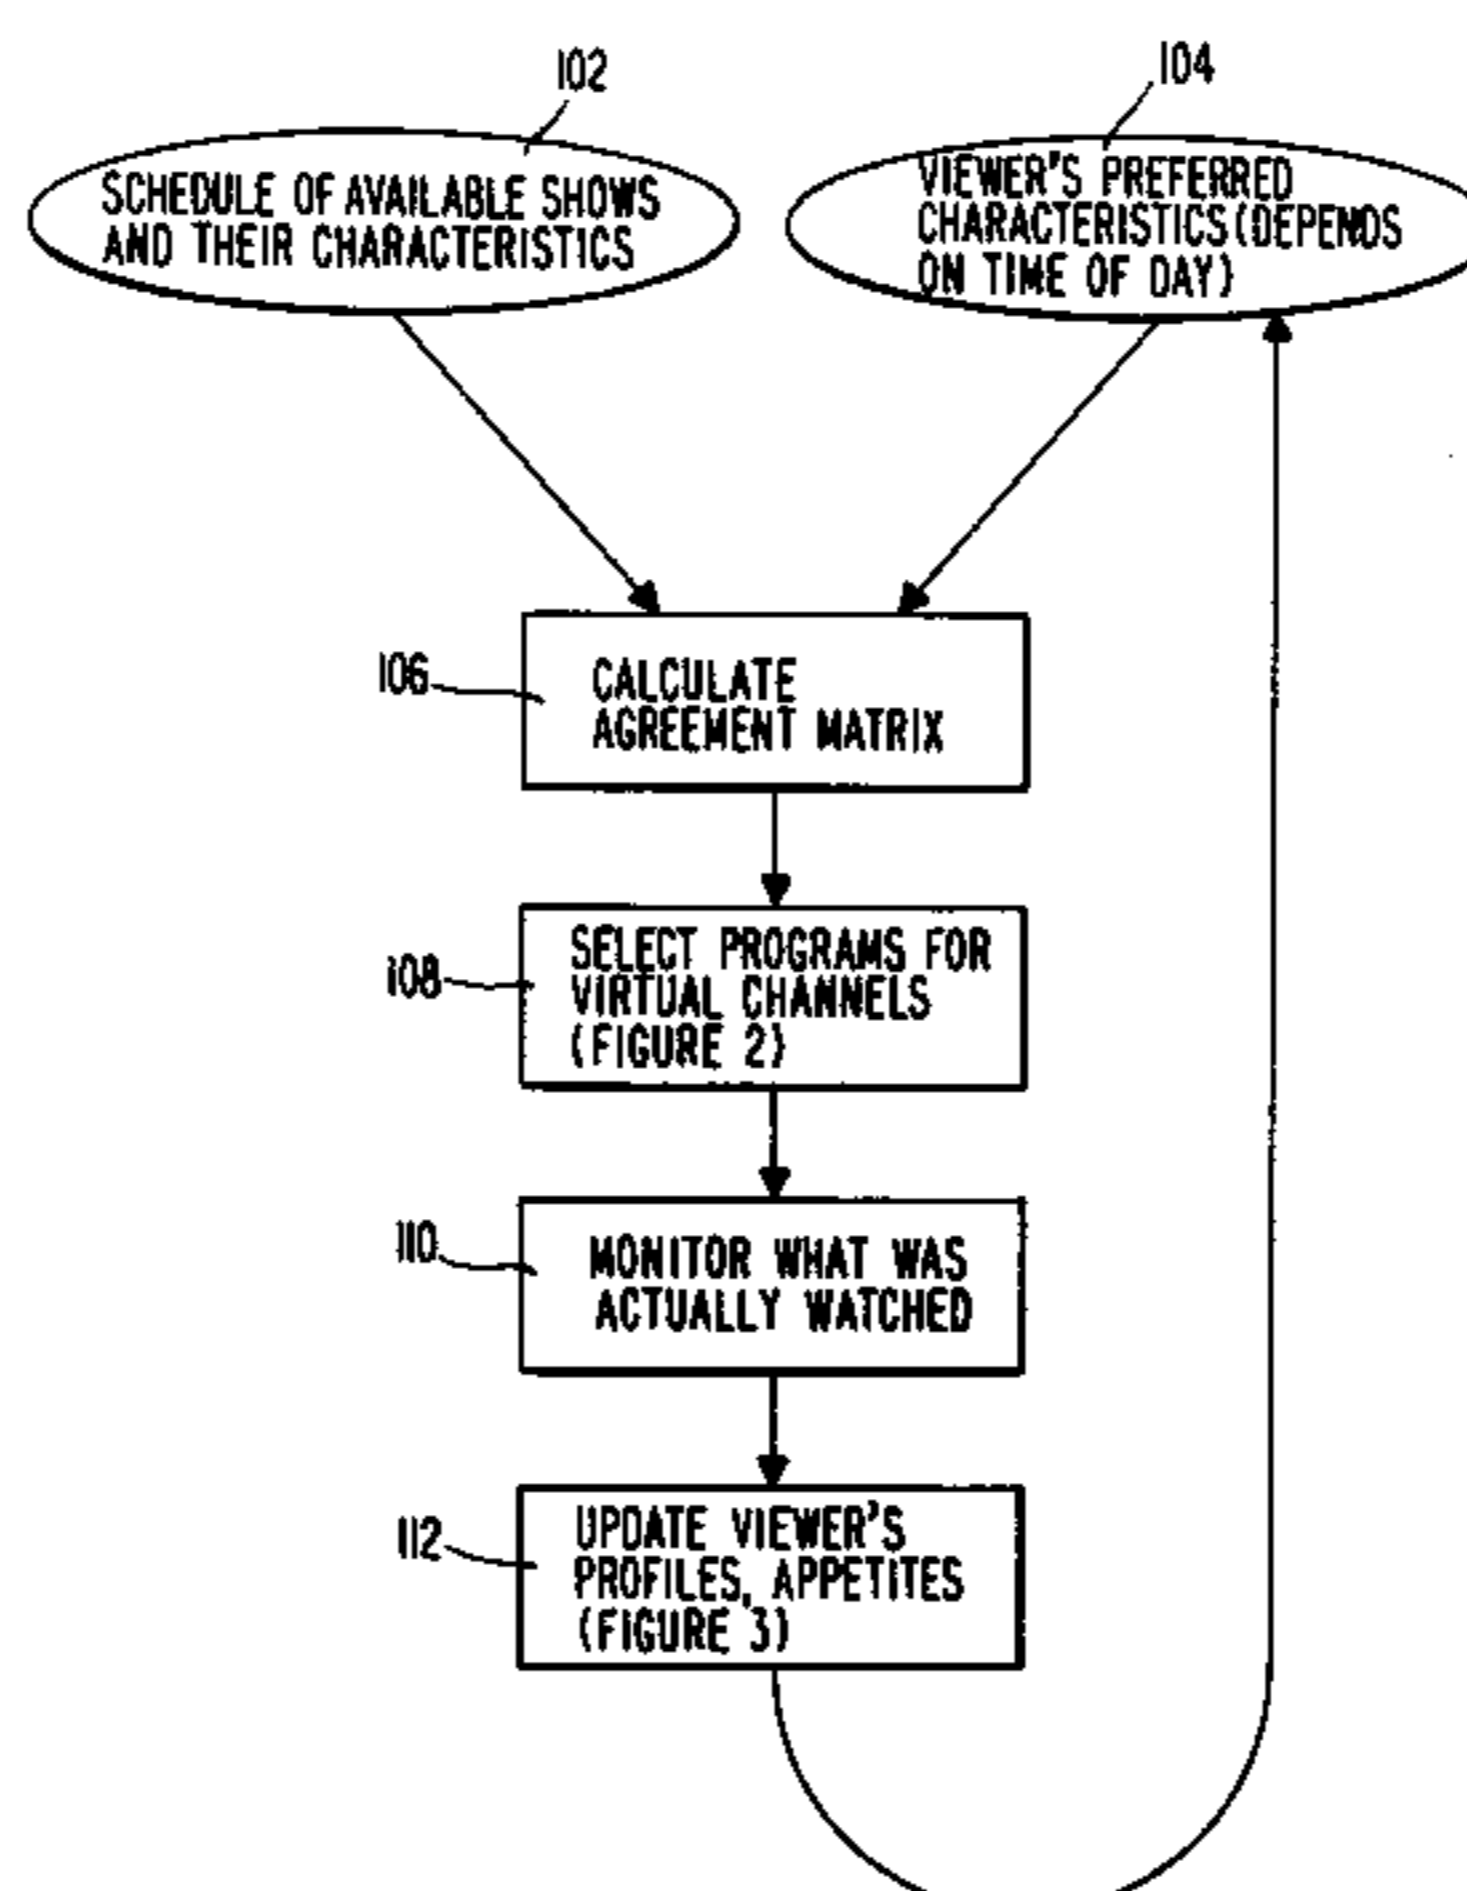 102
104
SCHEDULE OF AVAILABLE SHOWS
AND THEIR CHARACTERISTICS
VIEWER'S PREFERRED
CHARACTERISTICS (DEPENDS
ON TIME OF DAY)
106
CALCULATE
AGREEMENT MATRIX
108
SELECT PROGRAMS FOR
VIRTUAL CHANNELS
(FIGURE 2)
110
MONITOR WHAT WAS
ACTUALLY WATCHED
112
UPDATE VIEWER'S
PROFILES, APPETITES
(FIGURE 3)